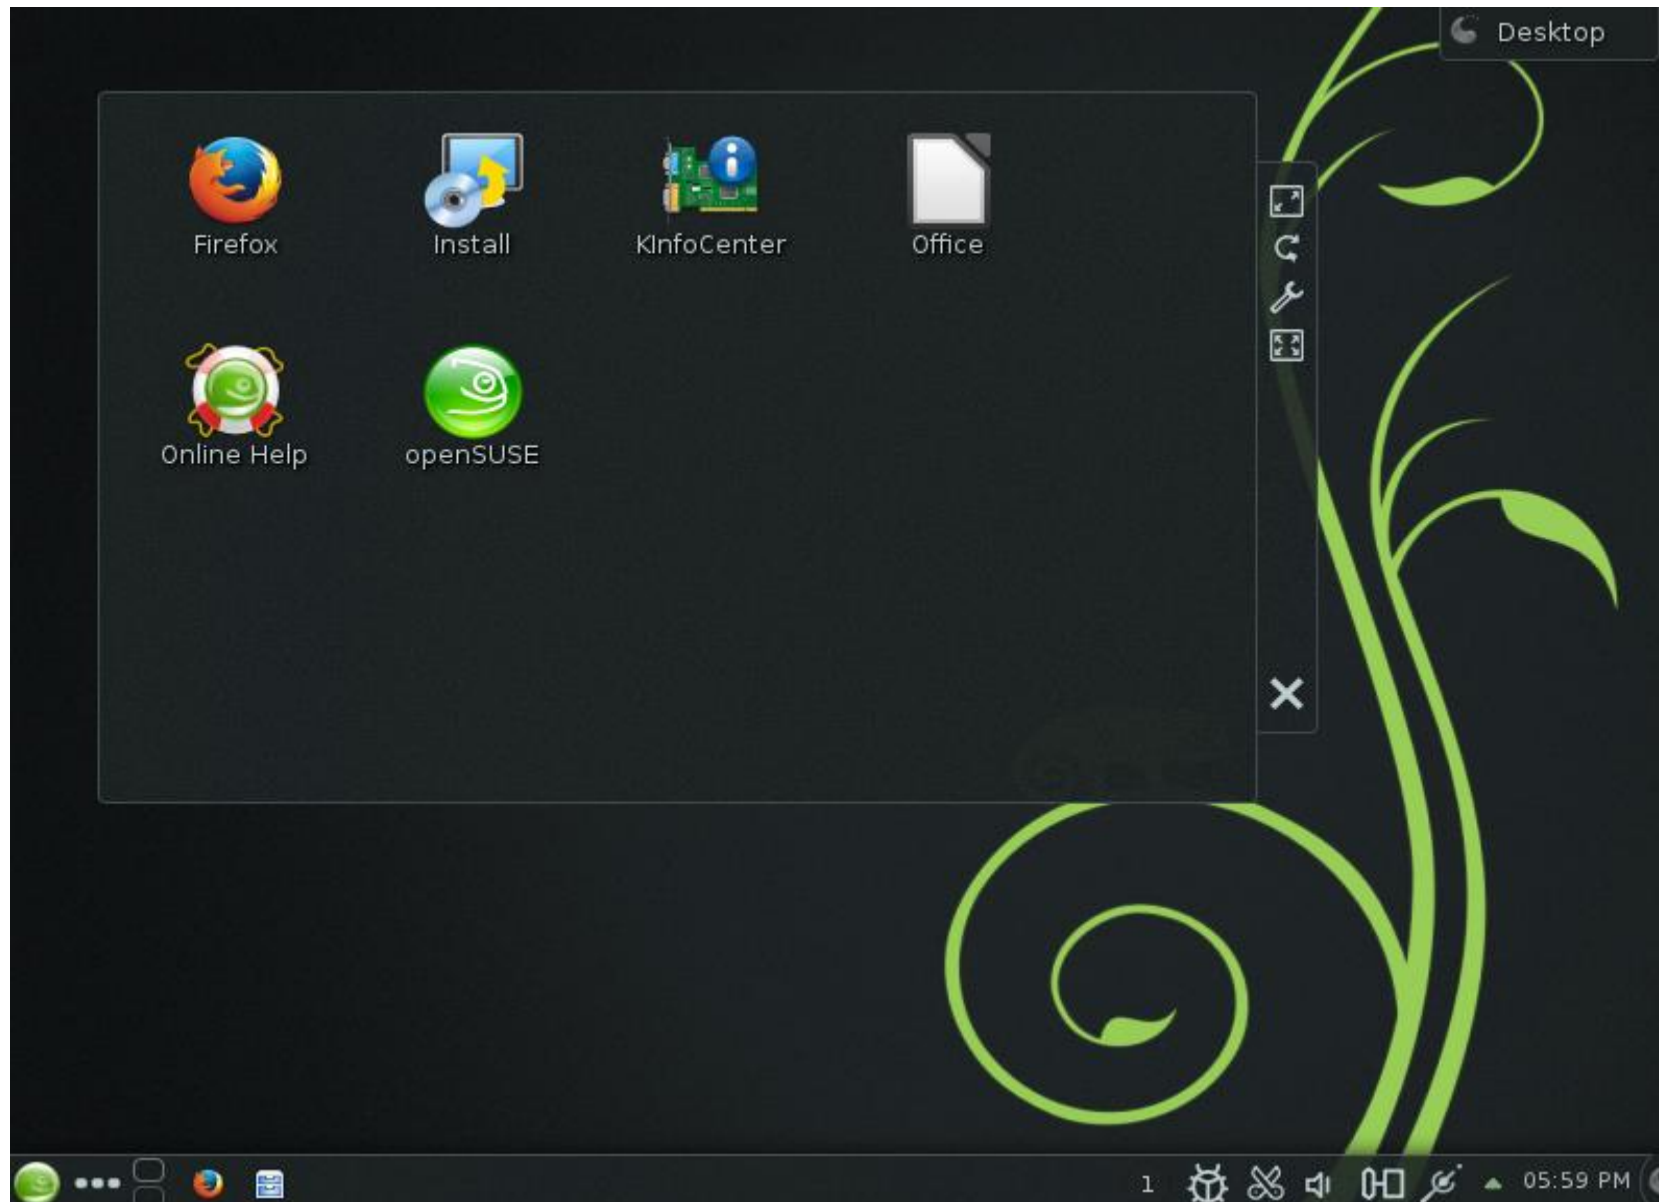 Desktop
Firefox
Install
KInfoCenter
Office
Online Help
openSUSE
1
05:59 PM